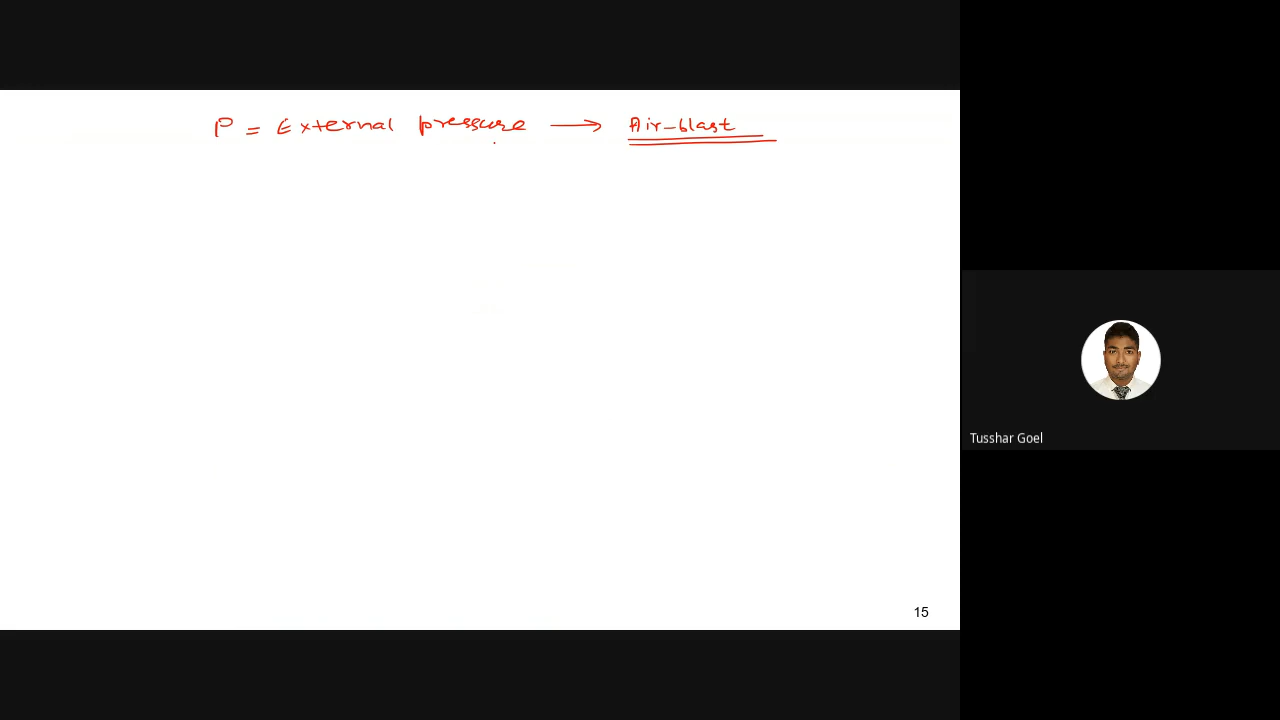 P = External pressure → Air-blast
Tusshar Goel
15